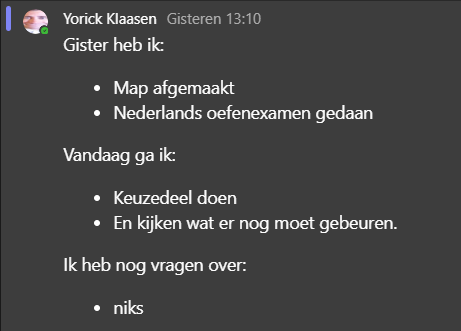 Yorick Klaasen Gisteren 13:10
Gister heb ik:
• Map afgemaakt
• Nederlands oefenexamen gedaan
Vandaag ga ik:
• Keuzedeel doen
• En kijken wat er nog moet gebeuren.
Ik heb nog vragen over:
• niks